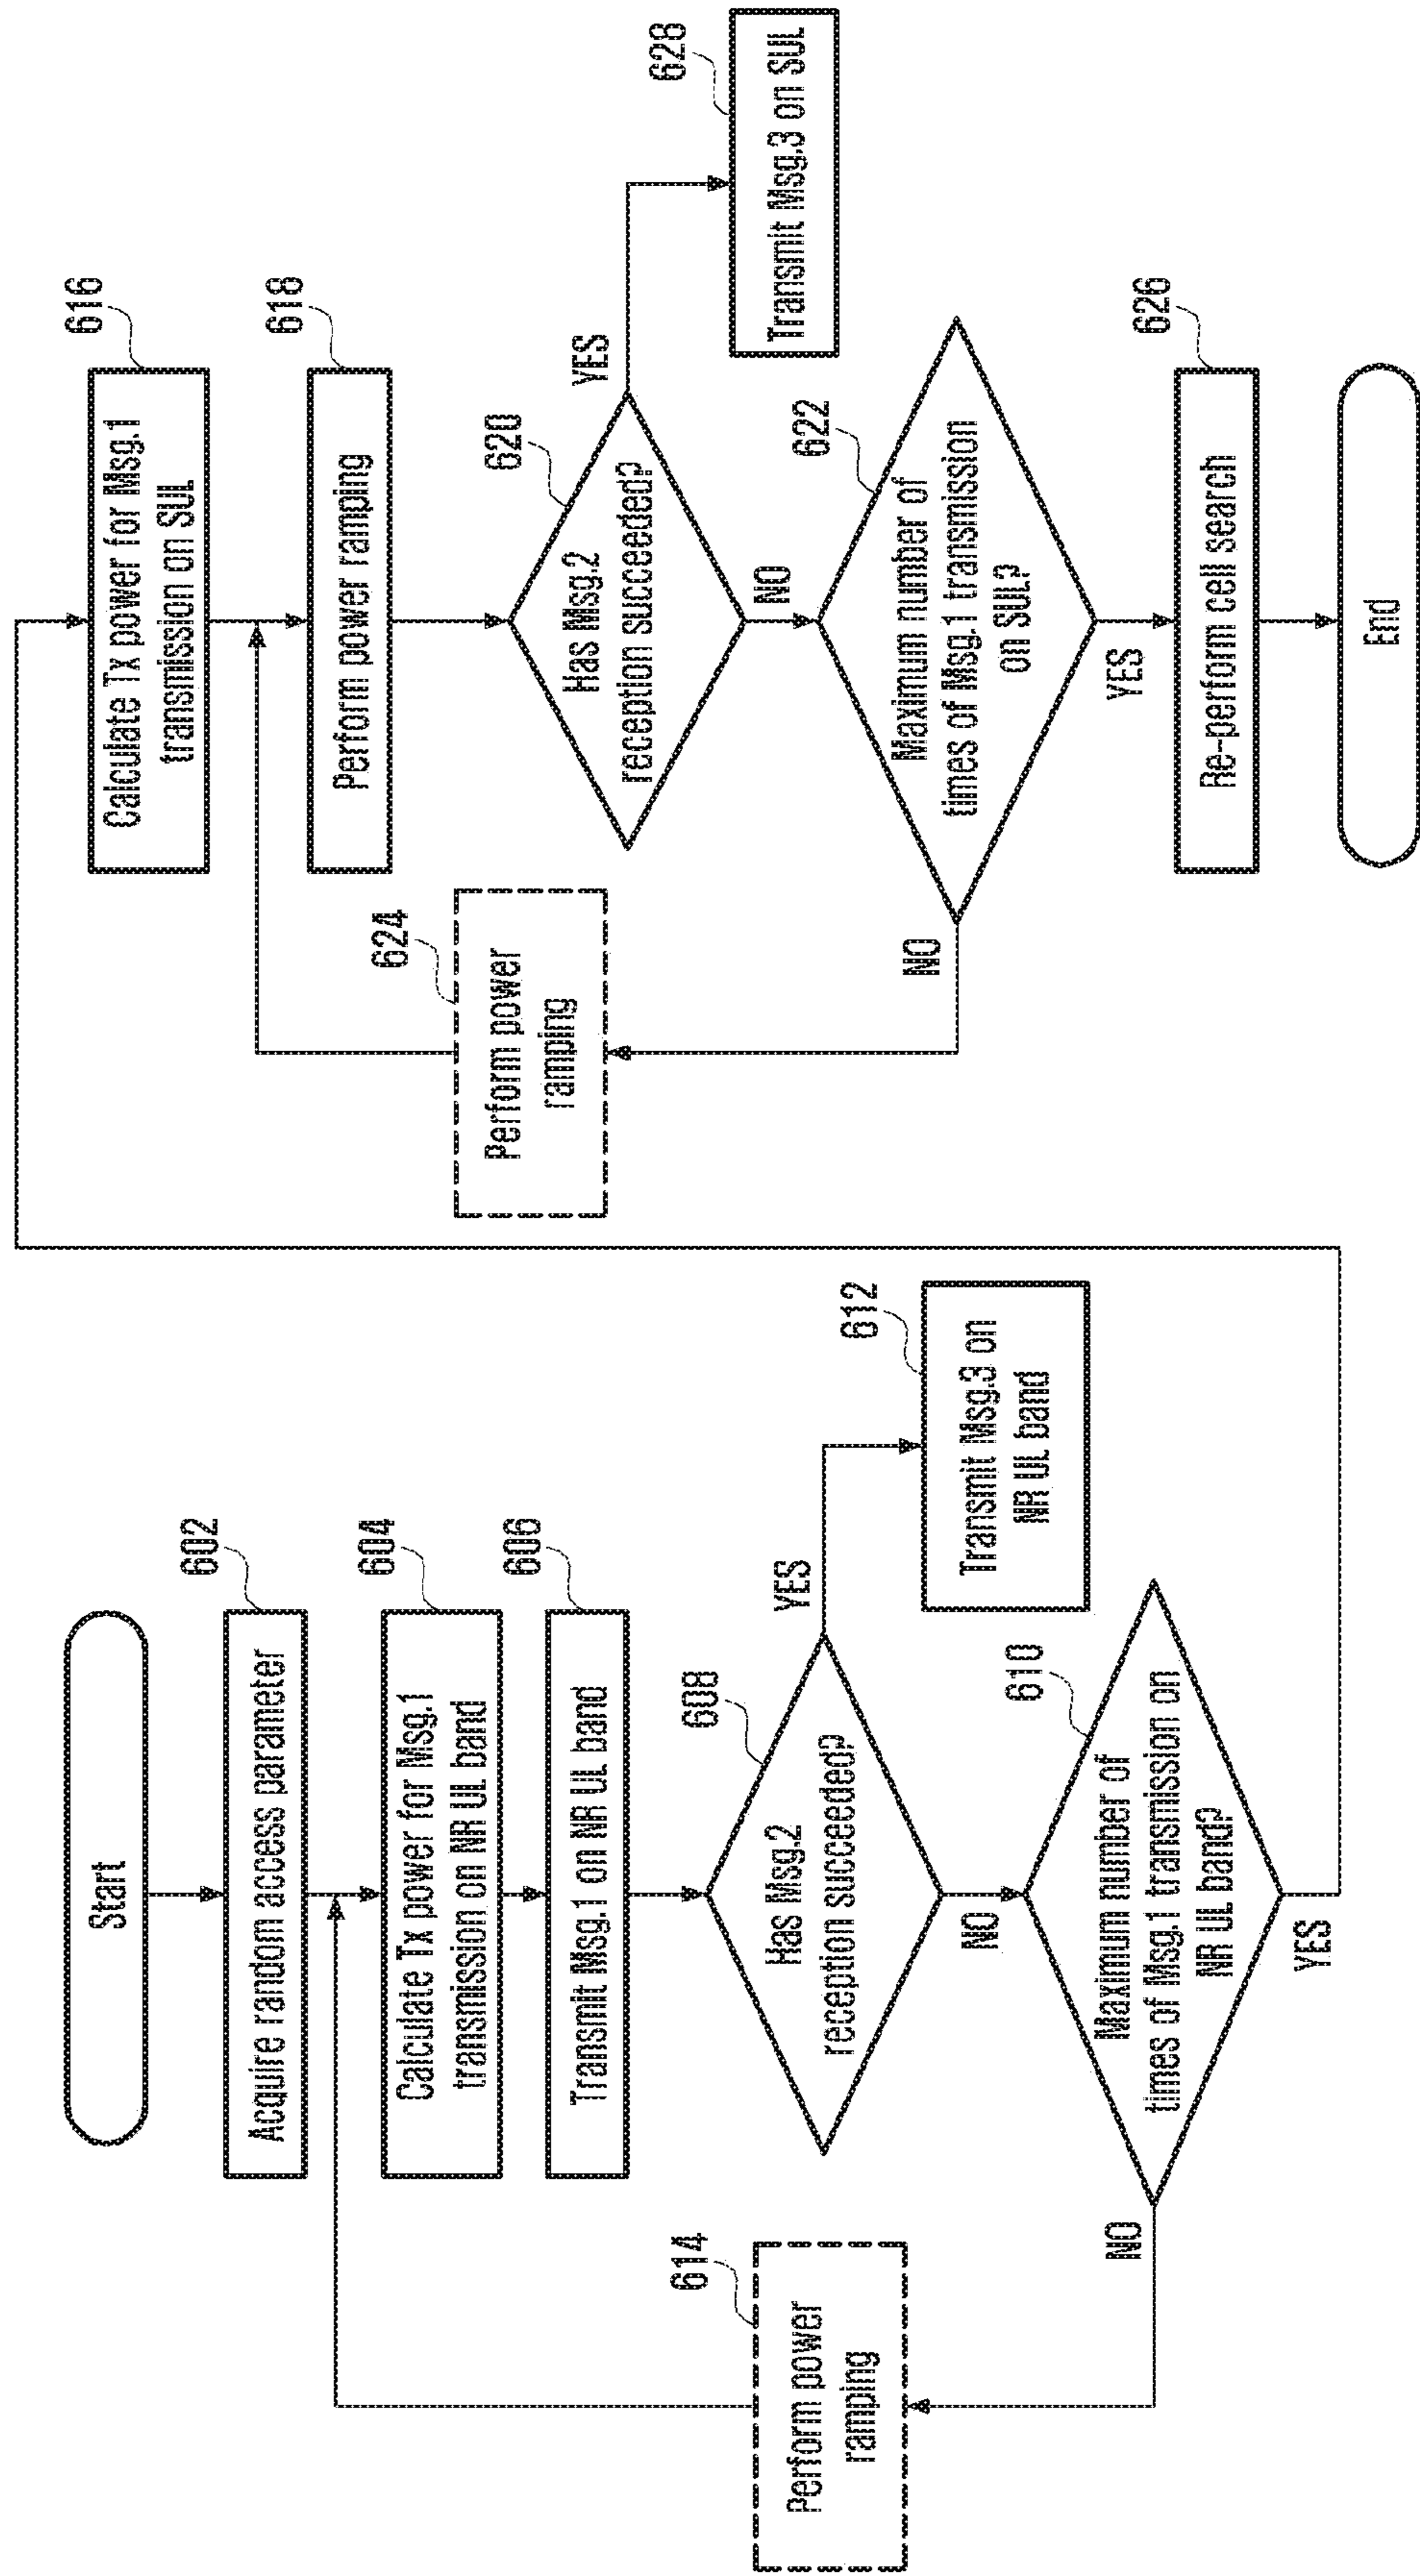 Start
602
Acquire random access parameter
604
Calculate Tx power for Msg.1
transmission on NR UL band
606
Transmit Msg.1 on NR UL band
608
Has Msg.2
reception succeeded?
YES
612
Transmit Msg.3 on
NR UL band
NO
610
Maximum number of
times of Msg.1 transmission on
NR UL band?
NO
YES
614
Perform power
ramping
616
Calculate Tx power for Msg.1
transmission on SUL
618
Perform power ramping
620
Has Msg.2
reception succeeded?
YES
628
Transmit Msg.3 on SUL
NO
622
Maximum number of
times of Msg.1 transmission
on SUL?
NO
YES
624
Perform power
ramping
626
Re-perform cell search
End